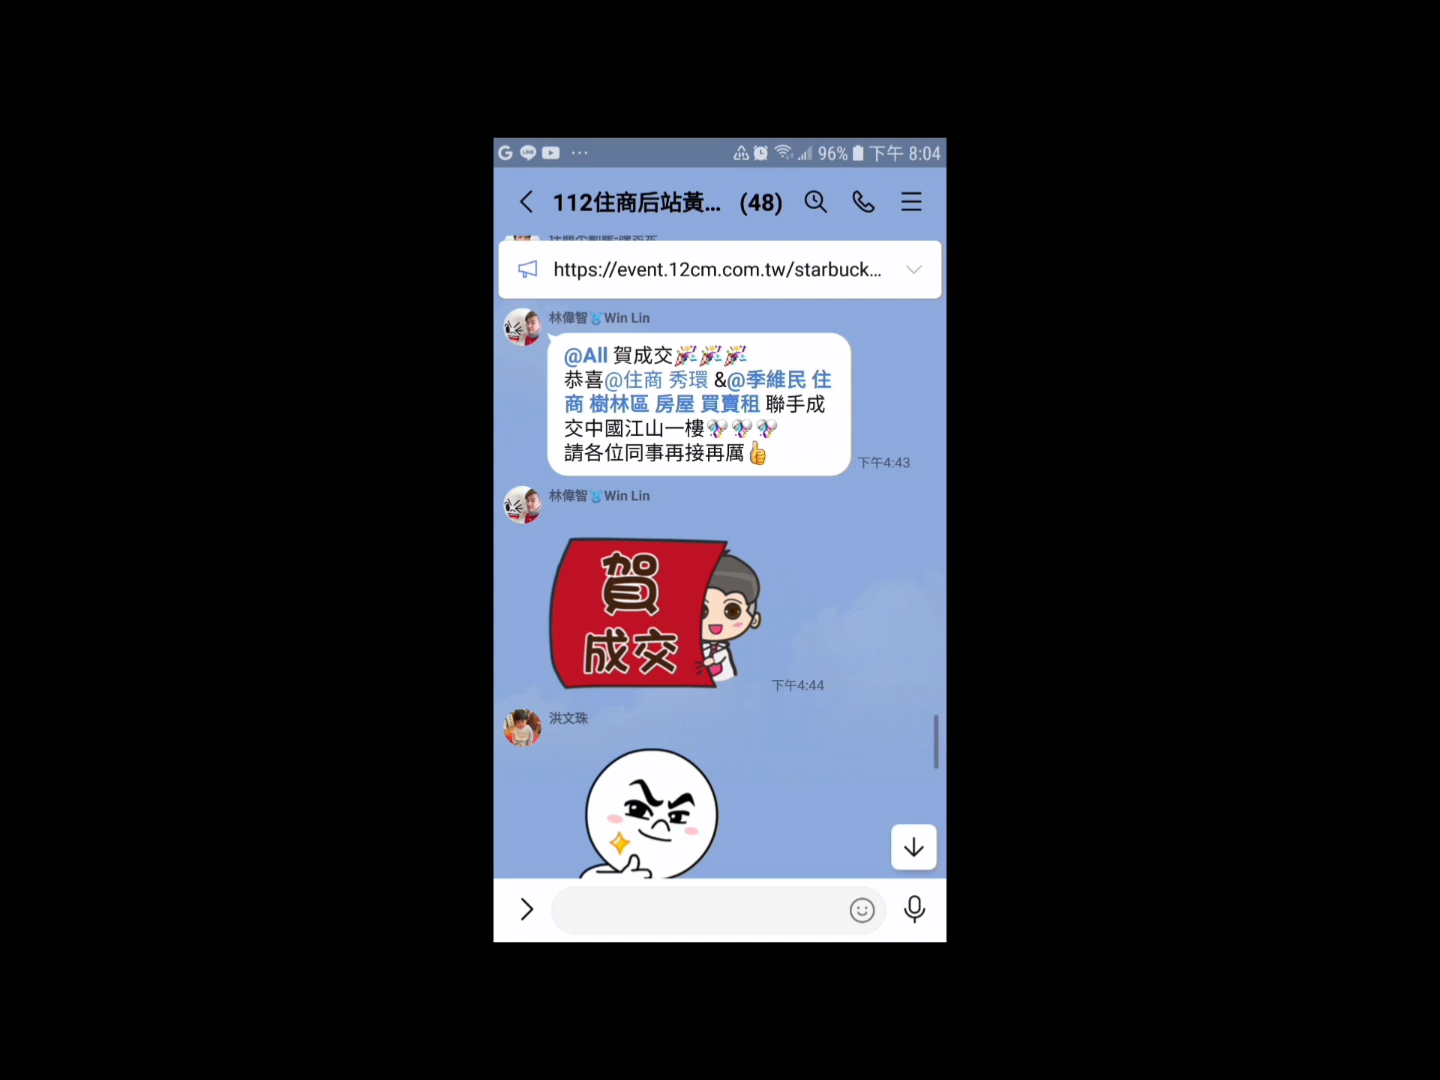 96% 下午 8:04
112住商后站黃... (48)
https://event.12cm.com.tw/starbuck...
林偉智 Win Lin
@All 賀成交🎉🎉🎉
恭喜@住商 秀環 &@季維民 住
商 樹林區 房屋 買賣租 聯手成
交中國江山一樓🎊🎊🎊
請各位同事再接再厲👍
下午4:43
林偉智 Win Lin
賀
成交
下午4:44
洪文珠